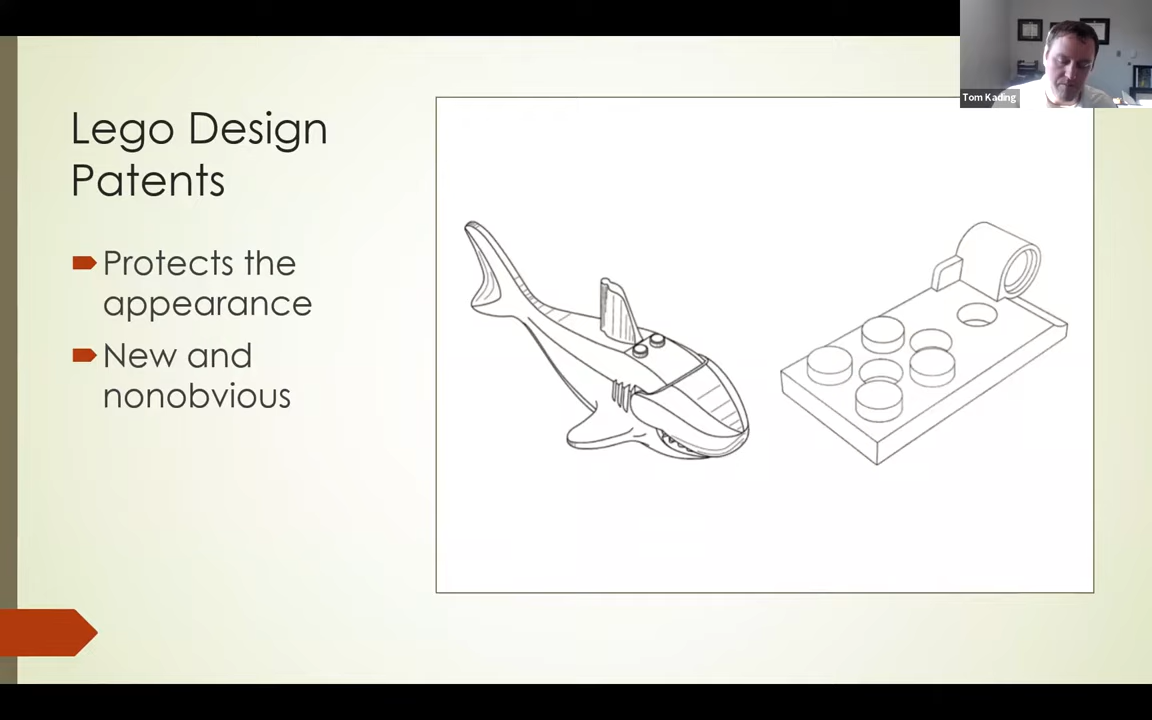 Lego Design
Patents
Protects the
appearance
New and
nonobvious
Tom Kading